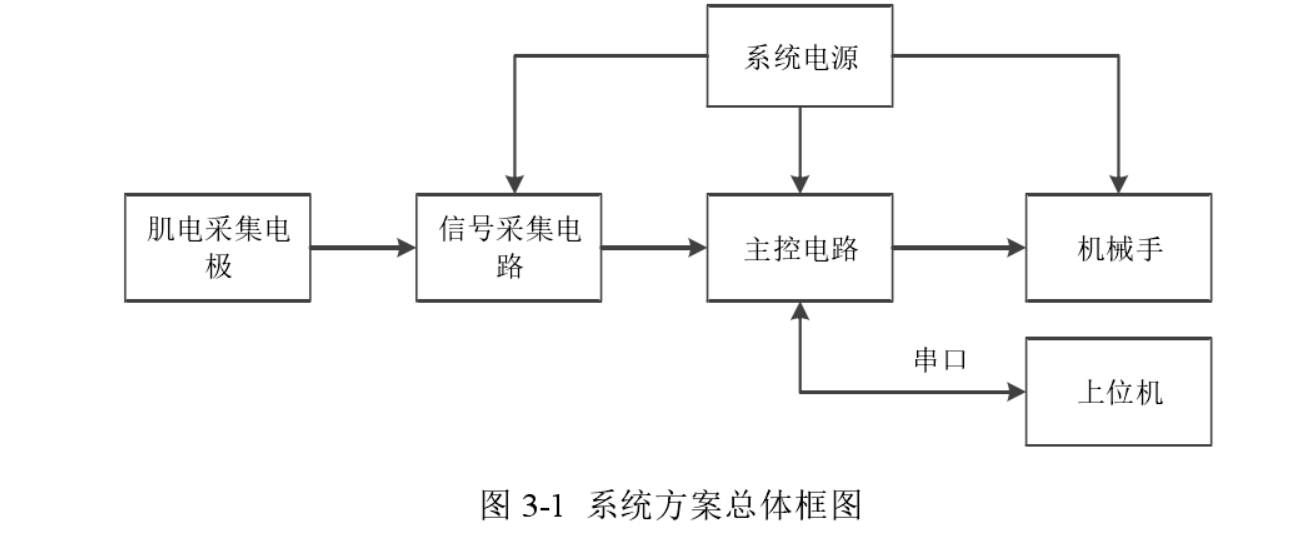 系统电源
肌电采集电
极
信号采集电
路
主控电路
机械手
串口
上位机
图 3-1 系统方案总体框图